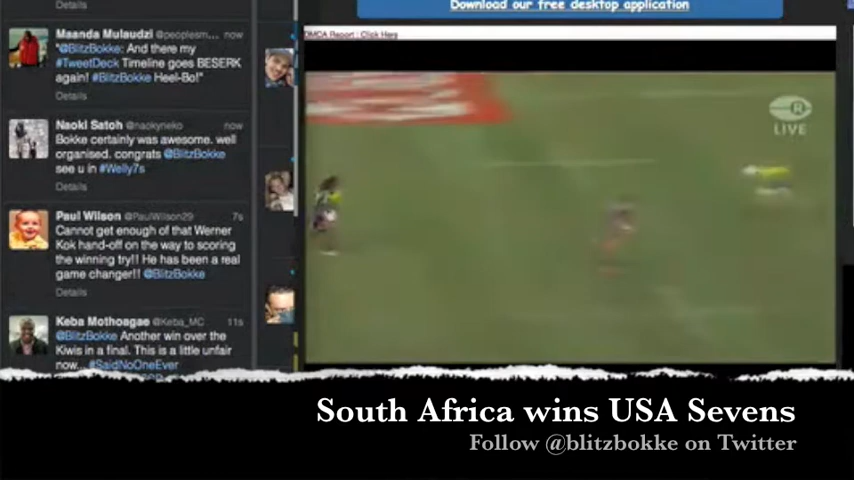 Download our free desktop application
DMCA Report : Click Here
Maanda Mulaudzi @peoplesm... now
"@BlitzBokke: And there my
#TweetDeck Timeline goes BESERK
again! #BlitzBokke Heel-Bo!"
Details
Naoki Satoh @naokyneko now
Bokke certainly was awesome. well
organised. congrats @BlitzBokke
see u in #Welly7s
Details
Paul Wilson @PaulWilson29 7s
Cannot get enough of that Werner
Kok hand-off on the way to scoring
the winning try!! He has been a real
game changer!! @BlitzBokke
Details
Keba Mothoagae @Keba_MC 11s
@BlitzBokke Another win over the
Kiwis in a final. This is a little unfair
now... #SaidNoOneEver
R
LIVE
South Africa wins USA Sevens
Follow @blitzbokke on Twitter